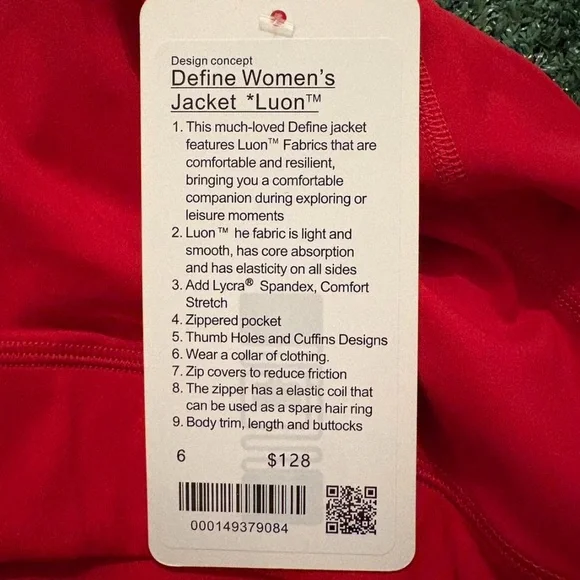 Design concept
Define Women's
Jacket *Luon™
1. This much-loved Define jacket
features Luon™ Fabrics that are
comfortable and resilient,
bringing you a comfortable
companion during exploring or
leisure moments
2. Luon™ he fabric is light and
smooth, has core absorption
and has elasticity on all sides
3. Add Lycra® Spandex, Comfort
Stretch
4. Zippered pocket
5. Thumb Holes and Cuffins Designs
6. Wear a collar of clothing.
7. Zip covers to reduce friction
8. The zipper has a elastic coil that
can be used as a spare hair ring
9. Body trim, length and buttocks
6 $128
000149379084